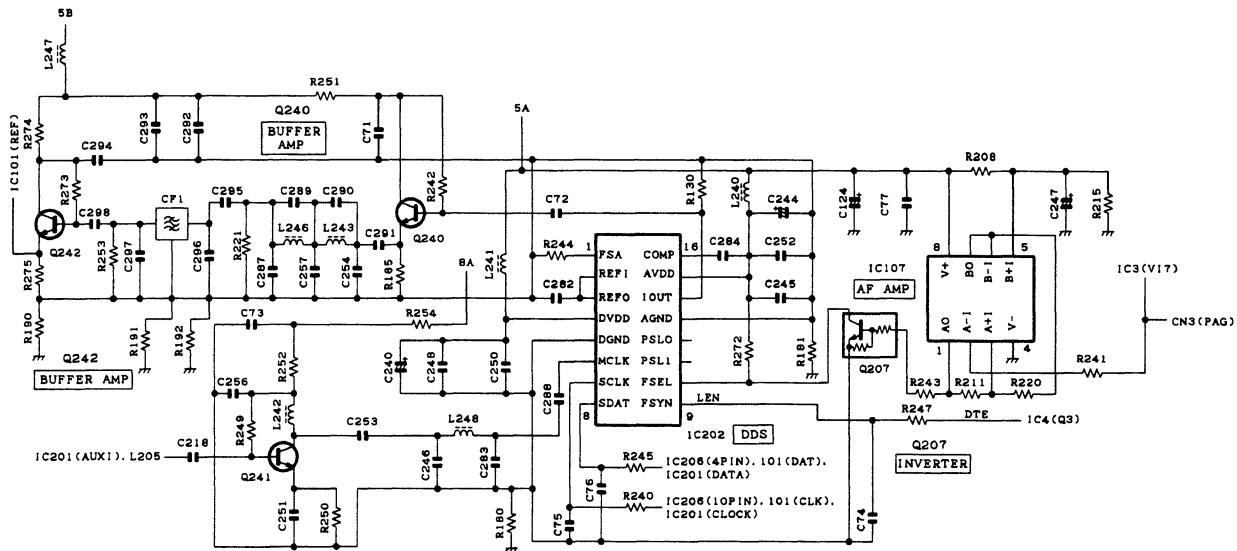 5B
L247
R251
Q240
BUFFER
AMP
5A
IC101(REF)
R274
C293
C292
C71
C294
R273
R242
C72
R130
L240
C244
C124
C77
R208
C247
R215
C298
CF1
C295
C289
C290
L246
L243
C291
Q240
Q242
R275
R253
C297
C296
R221
C287
C257
C254
R185
8A
L241
R244
C282
1
FSA
COMP
16
REFI
AVDD
REFO
IOUT
DVDD
AGND
DGND
PSL0
MCLK
PSL1
SCLK
FSEL
SDAT
FSYN
8
9
IC202
DDS
C284
C252
C245
R272
R181
IC107
AF AMP
8
5
V+
BO
B-I
B+I
AO
A-I
A+I
V-
1
4
IC3(VI7)
CN3(PAG)
R241
Q207
R243
R211
R220
LEN
R247
DTE
IC4(Q3)
Q207
INVERTER
R190
R191
R192
Q242
BUFFER AMP
C73
R254
R252
C256
R249
L242
C240
C248
C250
C288
C218
IC201(AUXI), L205
Q241
C253
L248
C246
C283
C251
R250
R180
R245
IC206(4PIN), 101(DAT),
IC201(DATA)
C76
R240
IC206(10PIN), 101(CLK),
IC201(CLOCK)
C75
C74